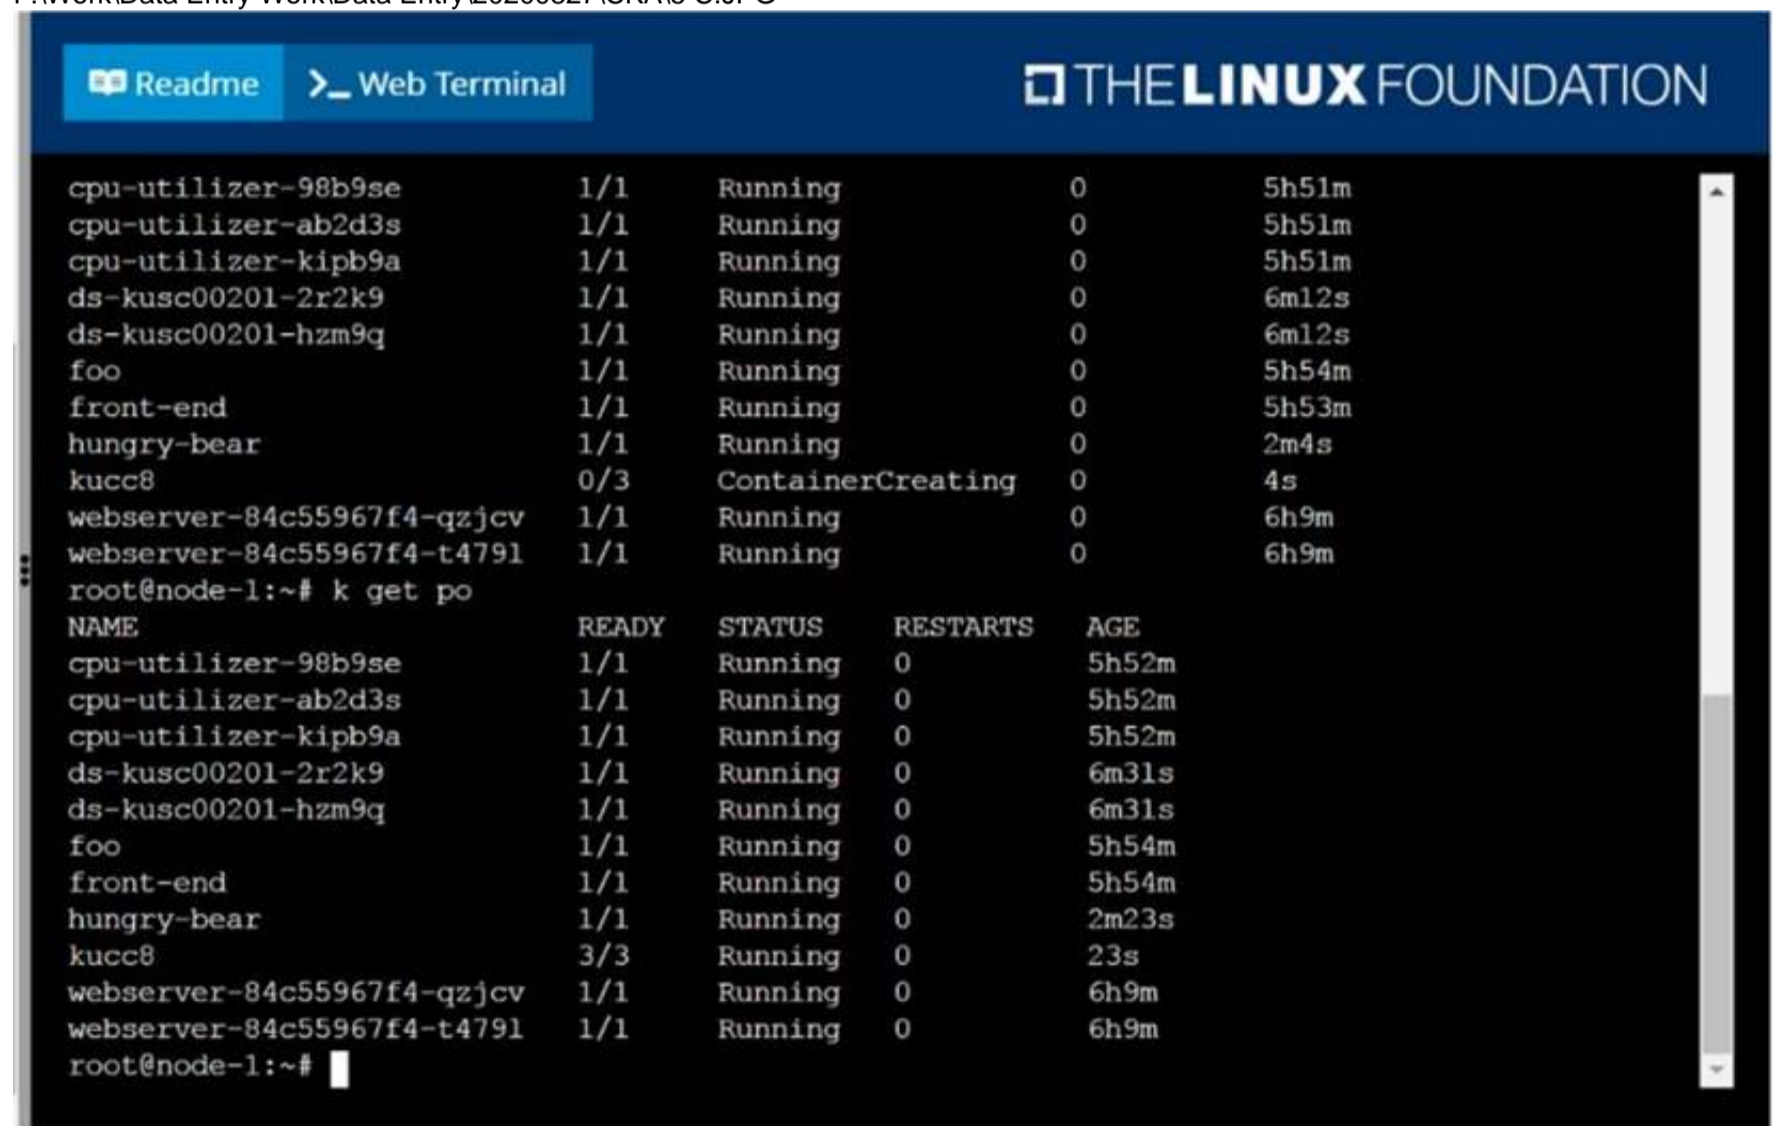 Readme
Web Terminal
THE LINUX FOUNDATION
cpu-utilizer-98b9se 1/1 Running 0 5h51m
cpu-utilizer-ab2d3s 1/1 Running 0 5h51m
cpu-utilizer-kipb9a 1/1 Running 0 5h51m
ds-kusc00201-2r2k9 1/1 Running 0 6m12s
ds-kusc00201-hzm9q 1/1 Running 0 6m12s
foo 1/1 Running 0 5h54m
front-end 1/1 Running 0 5h53m
hungry-bear 1/1 Running 0 2m4s
kucc8 0/3 ContainerCreating 0 4s
webserver-84c55967f4-qzjcv 1/1 Running 0 6h9m
webserver-84c55967f4-t479l 1/1 Running 0 6h9m
root@node-1:~# k get po
NAME READY STATUS RESTARTS AGE
cpu-utilizer-98b9se 1/1 Running 0 5h52m
cpu-utilizer-ab2d3s 1/1 Running 0 5h52m
cpu-utilizer-kipb9a 1/1 Running 0 5h52m
ds-kusc00201-2r2k9 1/1 Running 0 6m31s
ds-kusc00201-hzm9q 1/1 Running 0 6m31s
foo 1/1 Running 0 5h54m
front-end 1/1 Running 0 5h54m
hungry-bear 1/1 Running 0 2m23s
kucc8 3/3 Running 0 23s
webserver-84c55967f4-qzjcv 1/1 Running 0 6h9m
webserver-84c55967f4-t479l 1/1 Running 0 6h9m
root@node-1:~#